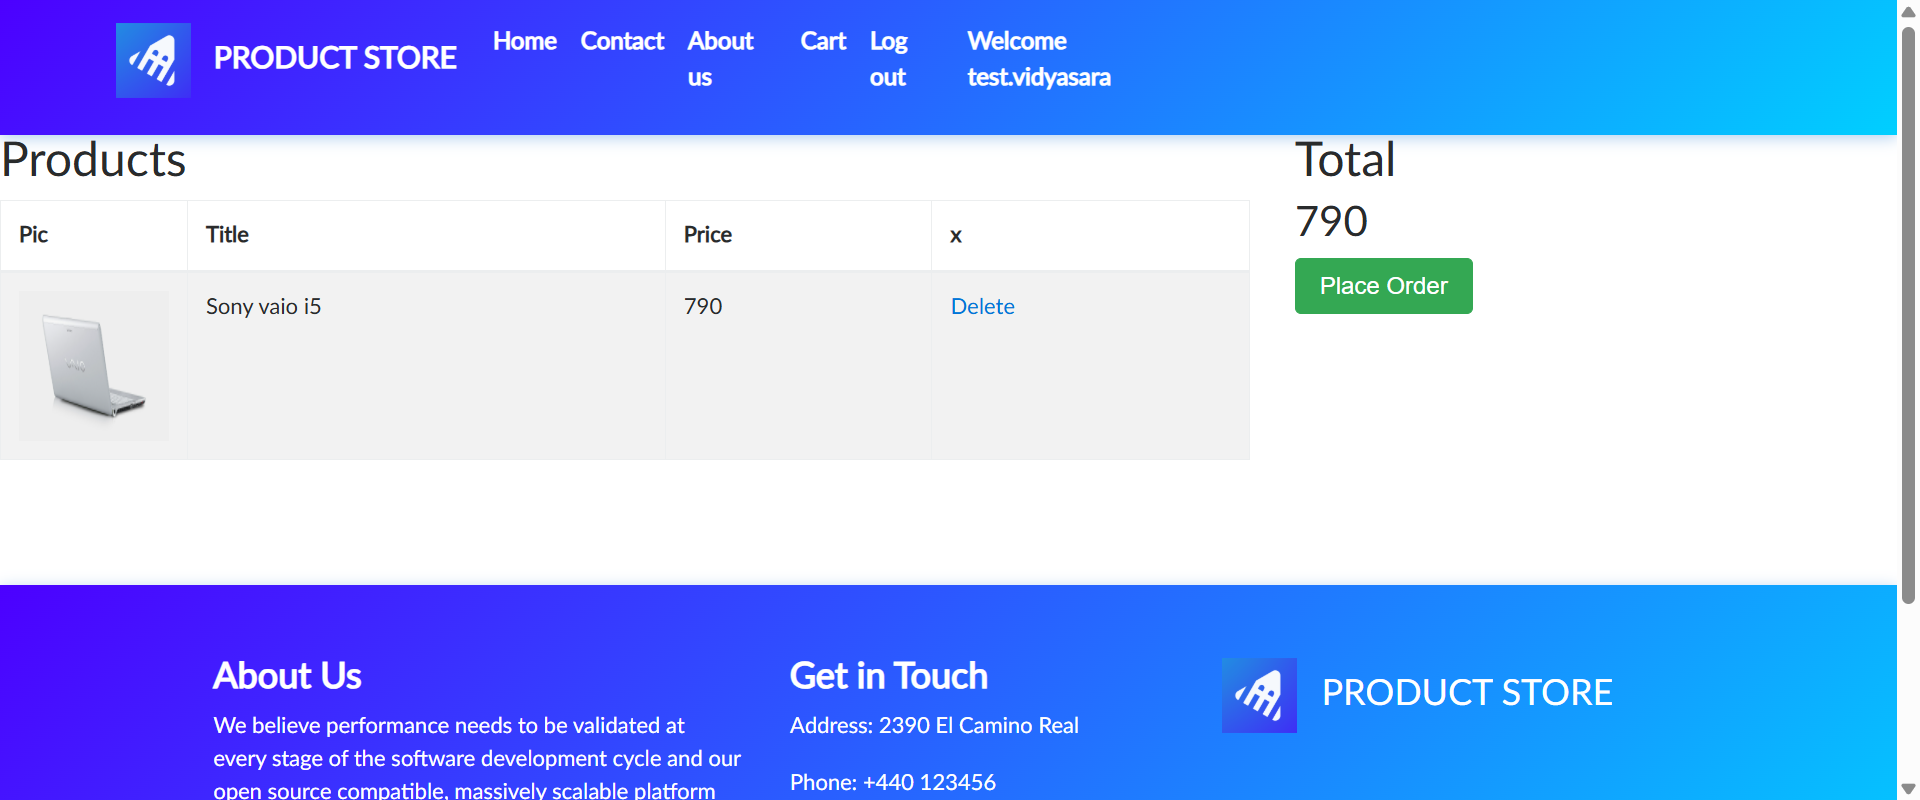 PRODUCT STORE
Home Contact About us Cart Log out Welcome test.vidyasara
Products
Pic Title Price x
Sony vaio i5 790 Delete
VAIO
Total
790
Place Order
About Us
We believe performance needs to be validated at
every stage of the software development cycle and our
open source compatible, massively scalable platform
Get in Touch
Address: 2390 El Camino Real
Phone: +440 123456
PRODUCT STORE